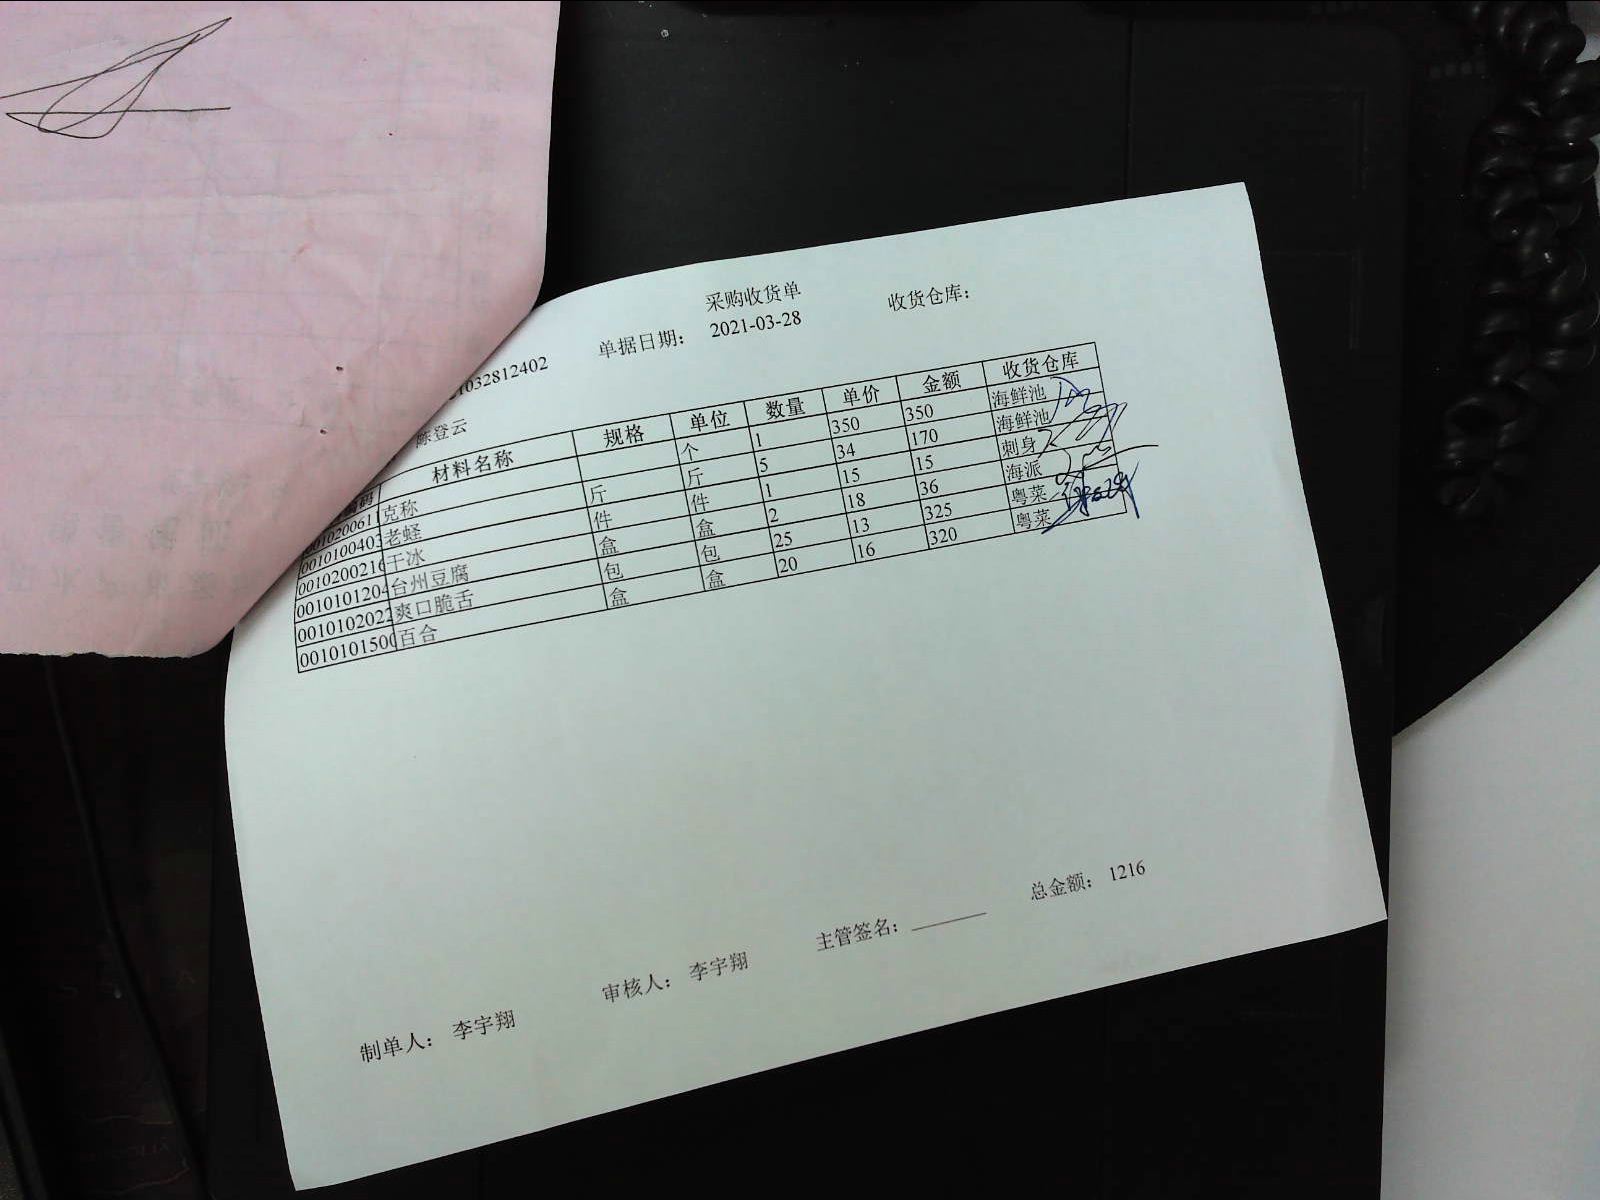 采购收货单
单据日期： 2021-03-28 收货仓库：
1032812402
陈登云
材料名称 规格 单位 数量 单价 金额 收货仓库
克称 个 1 350 350 海鲜池
0010100403 老蛏 斤 斤 5 34 170 海鲜池
001020021 干冰 件 件 1 15 15 刺身
001010120 台州豆腐 盒 盒 2 18 36 海派
001010202 爽口脆舌 包 包 25 13 325 粤菜
001010150 百合 盒 盒 20 16 320 粤菜
总金额： 1216
主管签名：
审核人： 李宇翔
制单人： 李宇翔